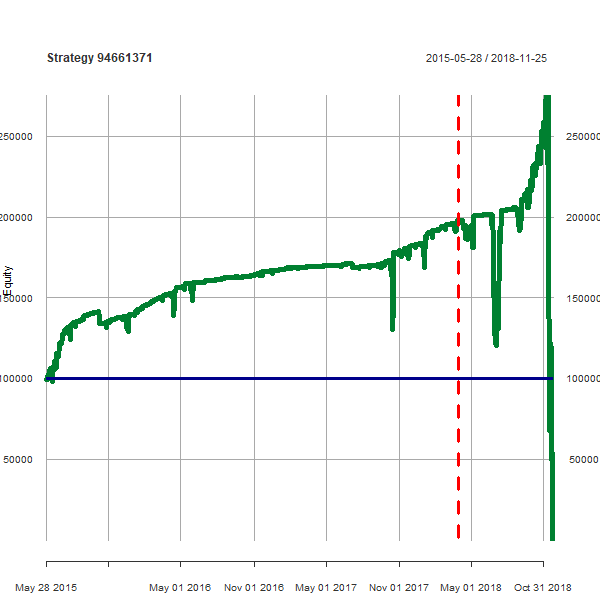 Strategy 94661371
2015-05-28 / 2018-11-25
250000
250000
200000
200000
Equity
150000
150000
100000
100000
50000
50000
May 28 2015
May 01 2016
Nov 01 2016
May 01 2017
Nov 01 2017
May 01 2018
Oct 31 2018